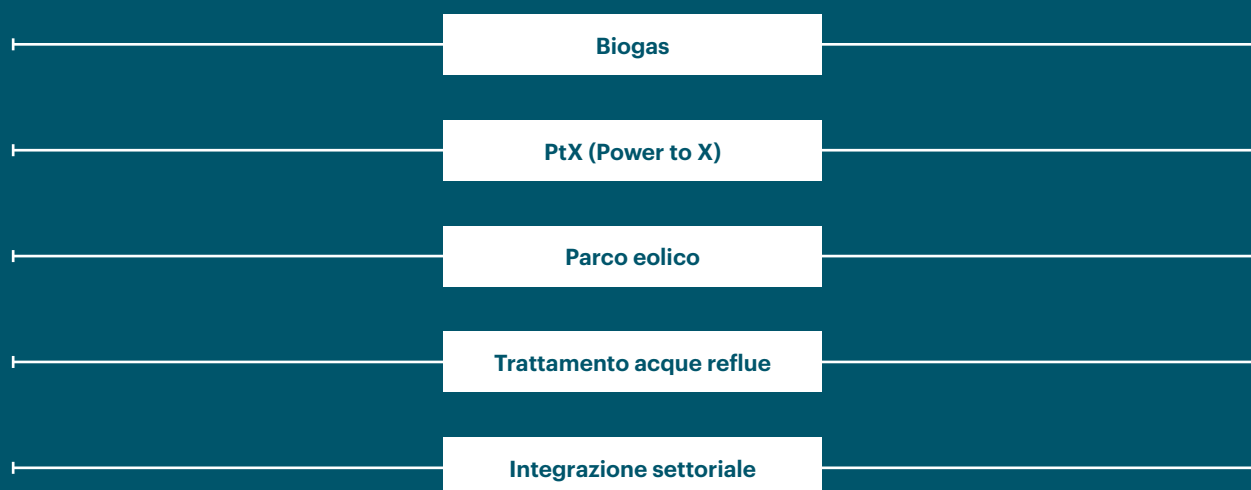 Biogas
PtX (Power to X)
Parco eolico
Trattamento acque reflue
Integrazione settoriale